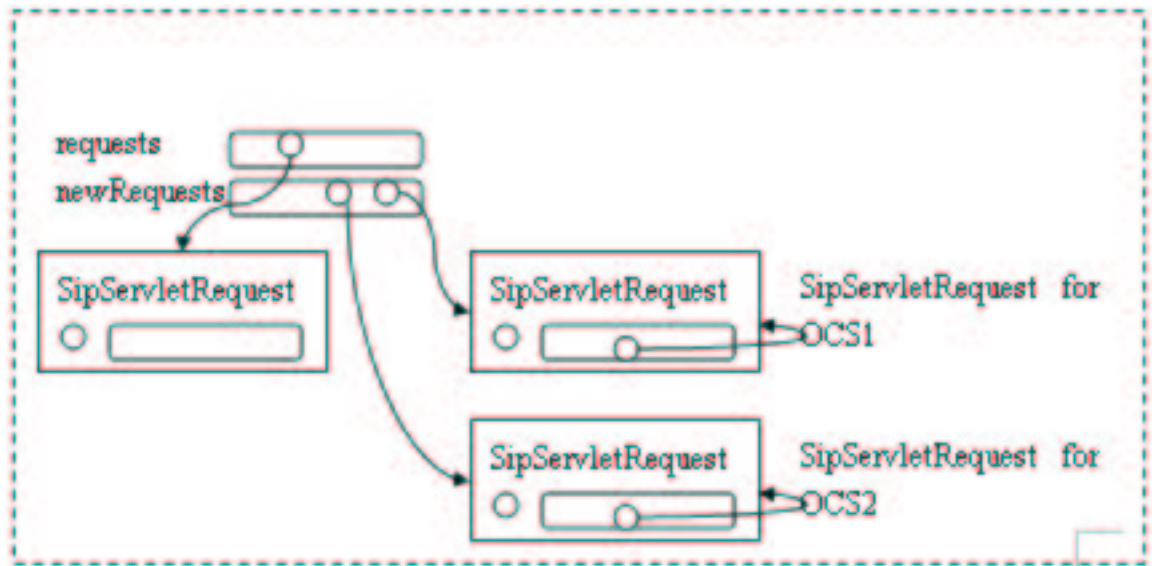 requests
newRequests
SipServletRequest
SipServletRequest
SipServletRequest for
OCS1
SipServletRequest
SipServletRequest for
OCS2